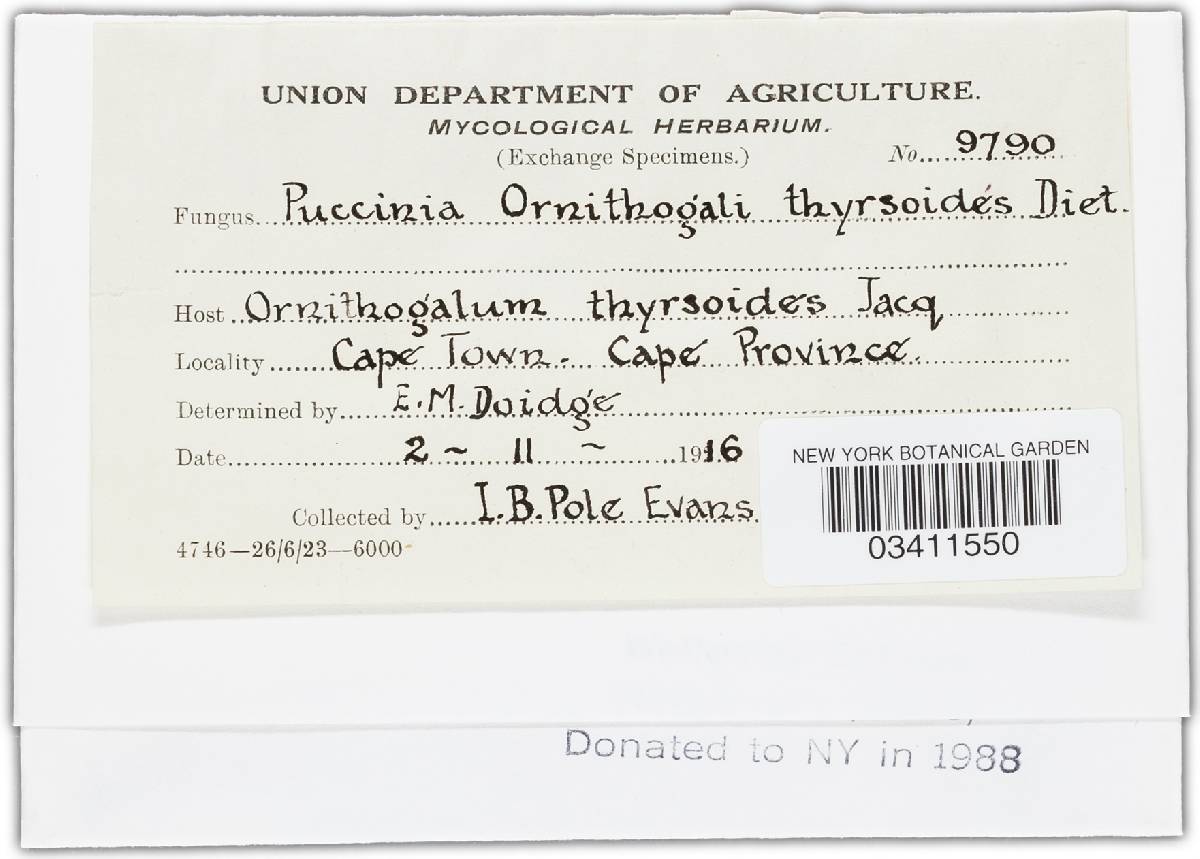 UNION DEPARTMENT OF AGRICULTURE.
MYCOLOGICAL HERBARIUM.
(Exchange Specimens.) No. 9790
Fungus Puccinia Ornithogali thyrsoidés Diet.
Host Ornithogalum thyrsoides Jacq
Locality Cape Town. Cape Province.
Determined by E.M. Doidge
Date 2 ~ 11 ~ 1916
Collected by I.B. Pole Evans.
4746—26/6/23—6000
NEW YORK BOTANICAL GARDEN
03411550
Donated to NY in 1988